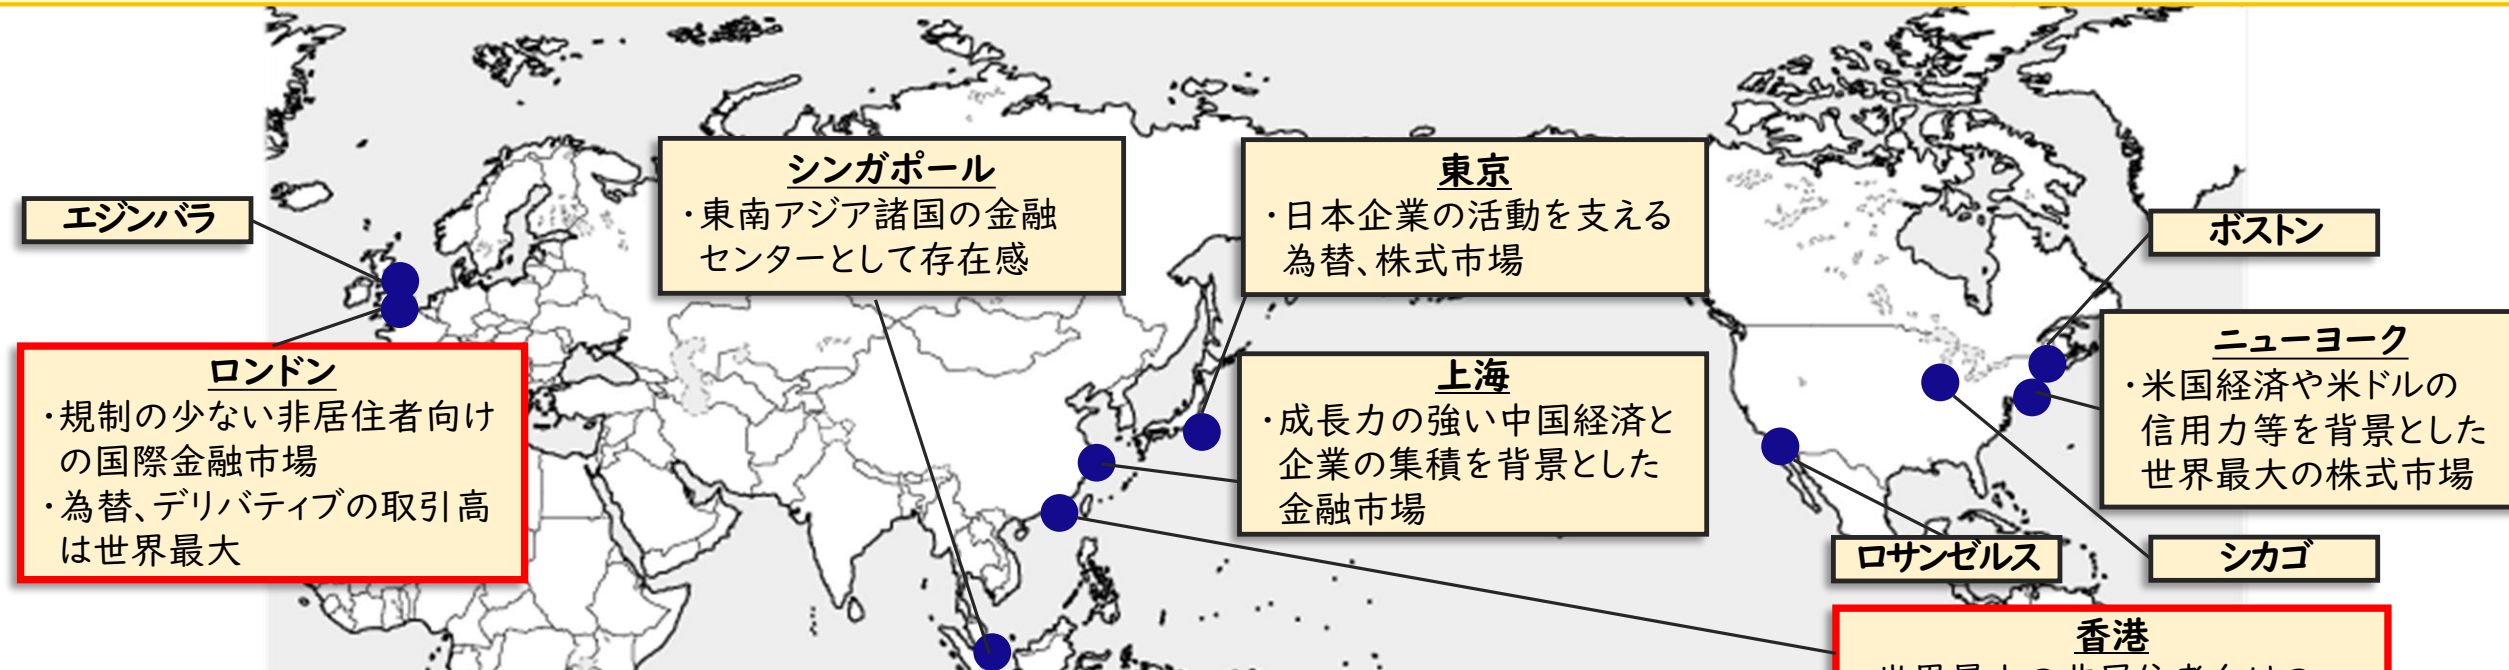 エジンバラ
シンガポール
・東南アジア諸国の金融
センターとして存在感
東京
・日本企業の活動を支える
為替、株式市場
ボストン
ロンドン
・規制の少ない非居住者向け
の国際金融市場
・為替、デリバティブの取引高
は世界最大
上海
・成長力の強い中国経済と
企業の集積を背景とした
金融市場
ニューヨーク
・米国経済や米ドルの
信用力等を背景とした
世界最大の株式市場
ロサンゼルス
シカゴ
香港